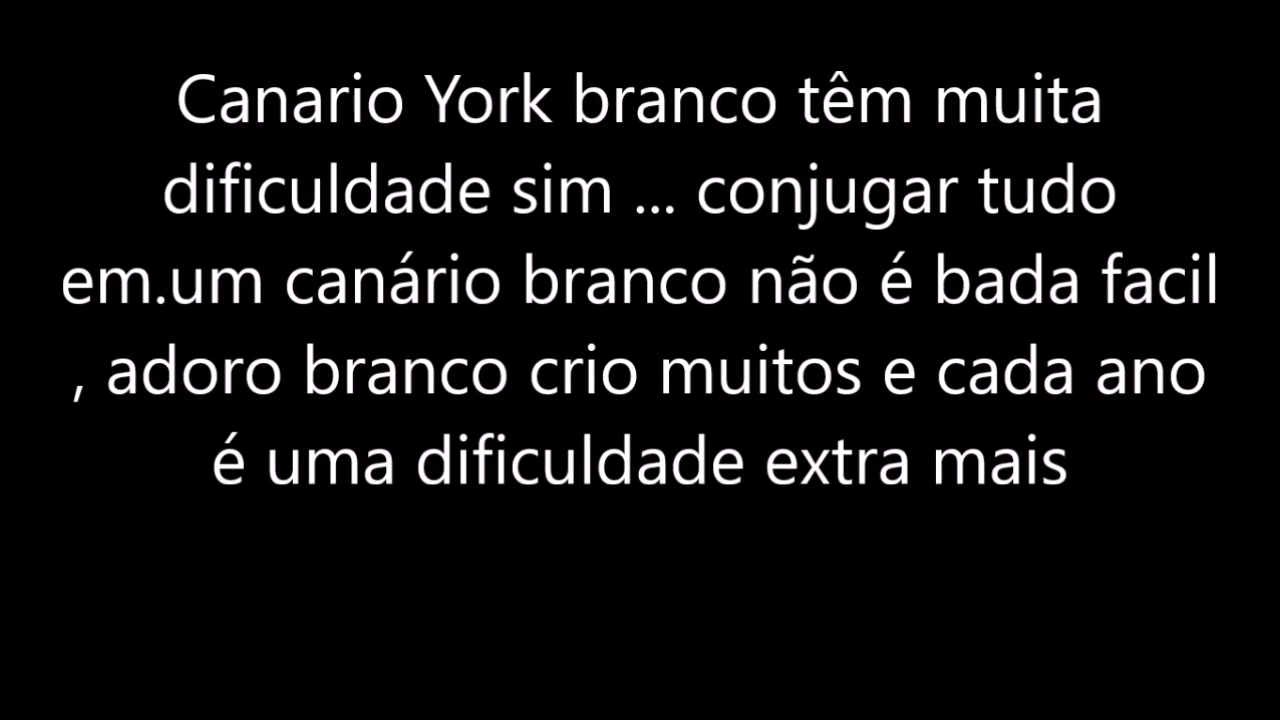 Canario York branco têm muita
dificuldade sim ... conjugar tudo
em.um canário branco não é bada facil
, adoro branco crio muitos e cada ano
é uma dificuldade extra mais